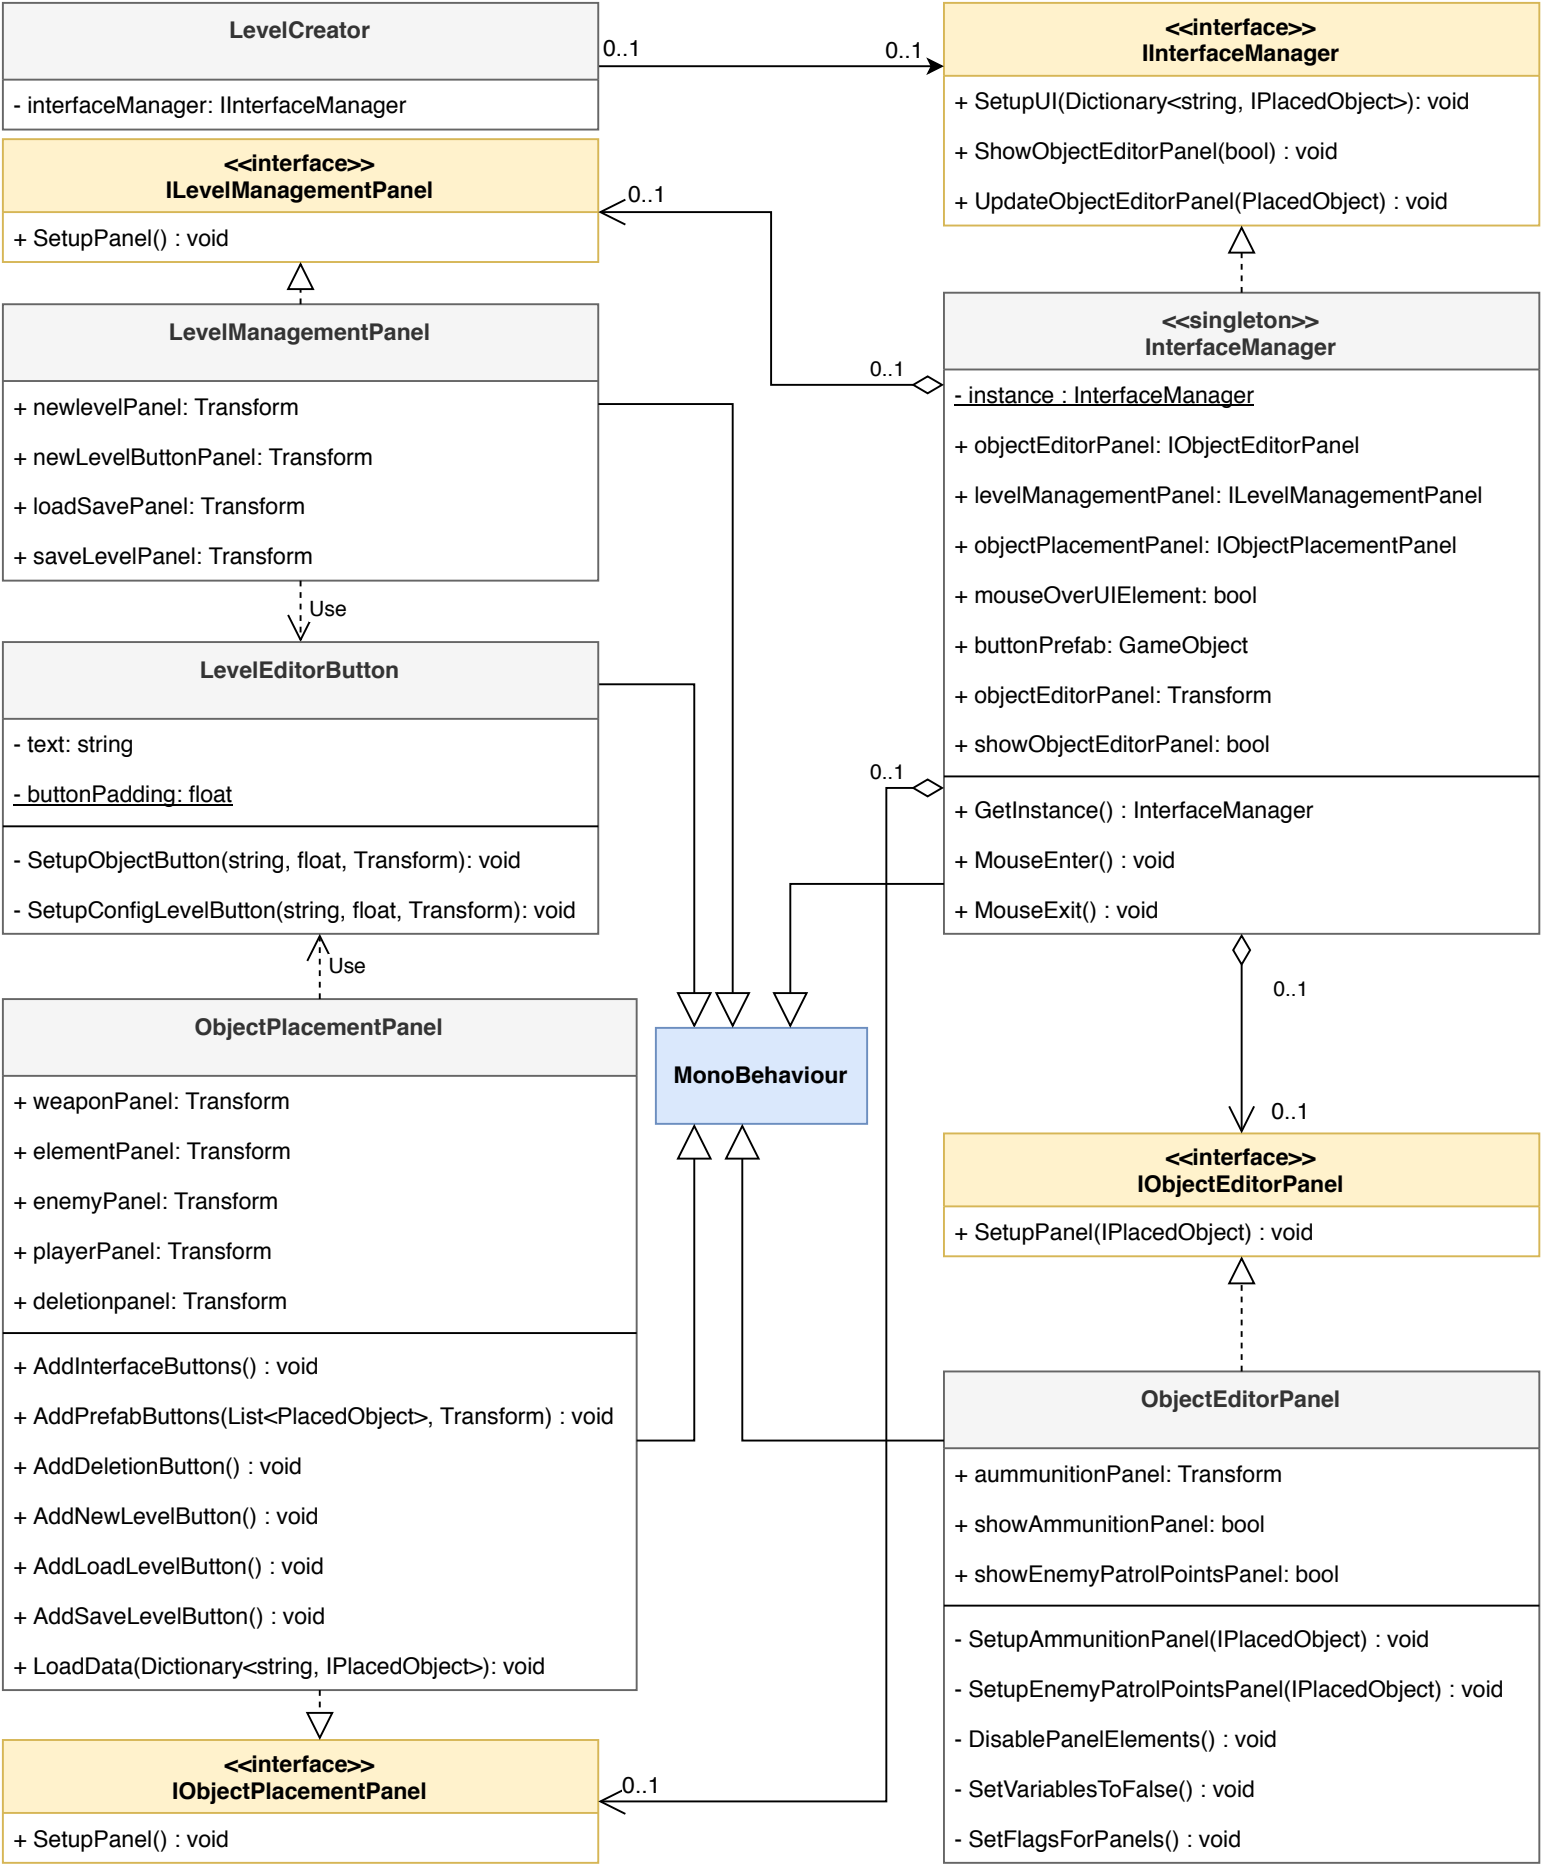 LevelCreator
- interfaceManager: IInterfaceManager
0..1
0..1
<<interface>>
IInterfaceManager
+ SetupUI(Dictionary<string, IPlacedObject>): void
+ ShowObjectEditorPanel(bool) : void
+ UpdateObjectEditorPanel(PlacedObject) : void
<<interface>>
ILevelManagementPanel
+ SetupPanel() : void
0..1
0..1
LevelManagementPanel
+ newlevelPanel: Transform
+ newLevelButtonPanel: Transform
+ loadSavePanel: Transform
+ saveLevelPanel: Transform
Use
<<singleton>>
InterfaceManager
- instance : InterfaceManager
+ objectEditorPanel: IObjectEditorPanel
+ levelManagementPanel: ILevelManagementPanel
+ objectPlacementPanel: IObjectPlacementPanel
+ mouseOverUIElement: bool
+ buttonPrefab: GameObject
+ objectEditorPanel: Transform
+ showObjectEditorPanel: bool
+ GetInstance() : InterfaceManager
+ MouseEnter() : void
+ MouseExit() : void
0..1
LevelEditorButton
- text: string
- buttonPadding: float
- SetupObjectButton(string, float, Transform): void
- SetupConfigLevelButton(string, float, Transform): void
Use
0..1
0..1
ObjectPlacementPanel
+ weaponPanel: Transform
+ elementPanel: Transform
+ enemyPanel: Transform
+ playerPanel: Transform
+ deletionpanel: Transform
+ AddInterfaceButtons() : void
+ AddPrefabButtons(List<PlacedObject>, Transform) : void
+ AddDeletionButton() : void
+ AddNewLevelButton() : void
+ AddLoadLevelButton() : void
+ AddSaveLevelButton() : void
+ LoadData(Dictionary<string, IPlacedObject>): void
MonoBehaviour
<<interface>>
IObjectEditorPanel
+ SetupPanel(IPlacedObject) : void
ObjectEditorPanel
+ aummunitionPanel: Transform
+ showAmmunitionPanel: bool
+ showEnemyPatrolPointsPanel: bool
- SetupAmmunitionPanel(IPlacedObject) : void
- SetupEnemyPatrolPointsPanel(IPlacedObject) : void
- DisablePanelElements() : void
- SetVariablesToFalse() : void
- SetFlagsForPanels() : void
<<interface>>
IObjectPlacementPanel
+ SetupPanel() : void
0..1